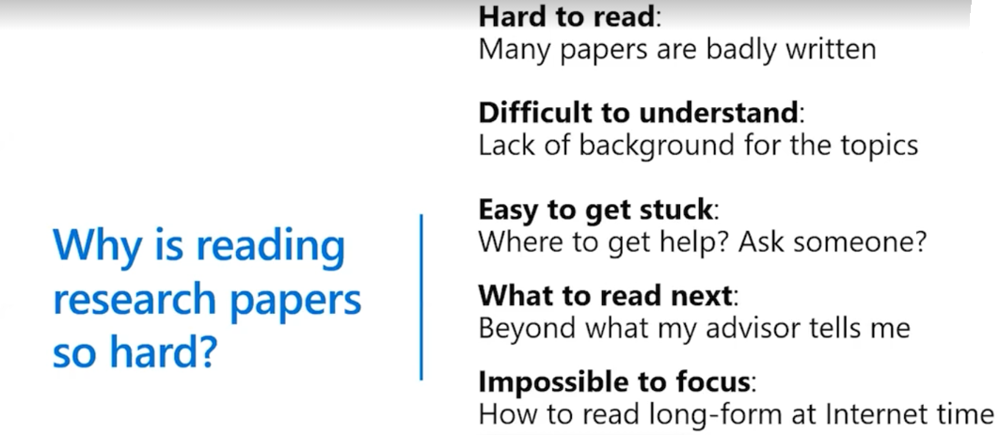 Why is reading
research papers
so hard?
Hard to read:
Many papers are badly written
Difficult to understand:
Lack of background for the topics
Easy to get stuck:
Where to get help? Ask someone?
What to read next:
Beyond what my advisor tells me
Impossible to focus:
How to read long-form at Internet time